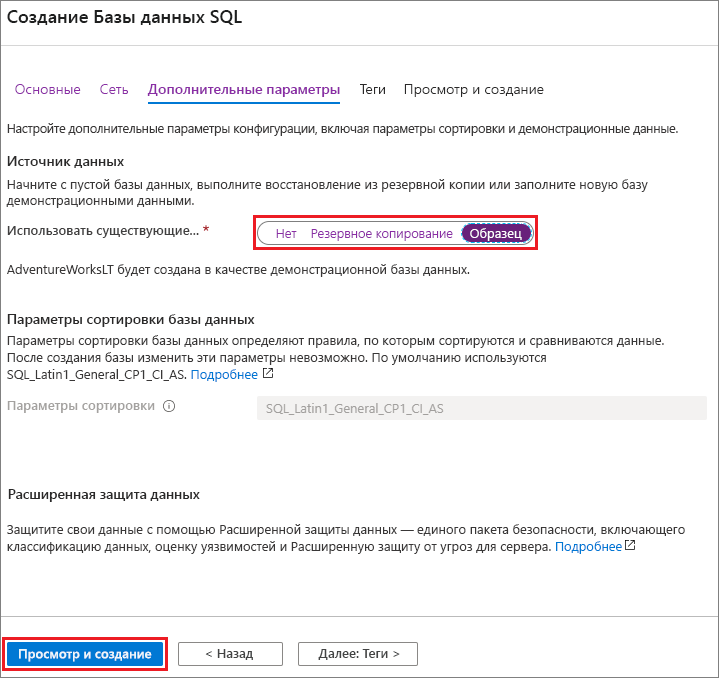 Создание Базы данных SQL
Основные Сеть Дополнительные параметры Теги Просмотр и создание
Настройте дополнительные параметры конфигурации, включая параметры сортировки и демонстрационные данные.
Источник данных
Начните с пустой базы данных, выполните восстановление из резервной копии или заполните новую базу
демонстрационными данными.
Использовать существующие... * Нет Резервное копирование Образец
AdventureWorksLT будет создана в качестве демонстрационной базы данных.
Параметры сортировки базы данных
Параметры сортировки базы данных определяют правила, по которым сортируются и сравниваются данные.
После создания базы изменить эти параметры невозможно. По умолчанию используются
SQL_Latin1_General_CP1_CI_AS. Подробнее
Параметры сортировки SQL_Latin1_General_CP1_CI_AS
Расширенная защита данных
Защитите свои данные с помощью Расширенной защиты данных — единого пакета безопасности, включающего
классификацию данных, оценку уязвимостей и Расширенную защиту от угроз для сервера. Подробнее
Просмотр и создание < Назад Далее: Теги >